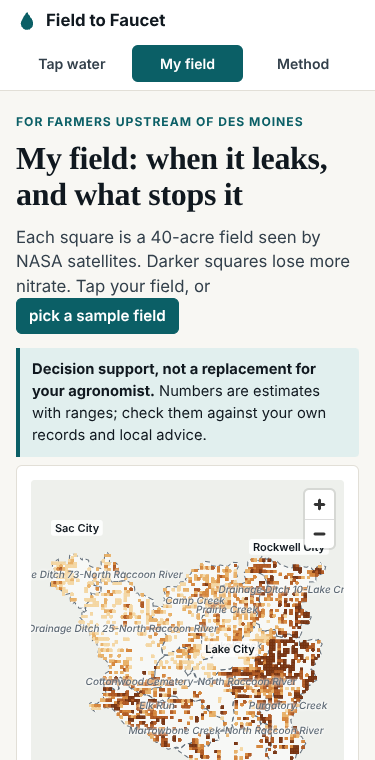 Field to Faucet
Tap water
My field
Method
FOR FARMERS UPSTREAM OF DES MOINES
My field: when it leaks,
and what stops it
Each square is a 40-acre field seen by
NASA satellites. Darker squares lose more
nitrate. Tap your field, or
pick a sample field
Decision support, not a replacement for
your agronomist. Numbers are estimates
with ranges; check them against your own
records and local advice.
+
−
Sac City
Rockwell City
e Ditch 73-North Raccoon River
Drainage Ditch 10-Lake Cr
Camp Creek
Prairie Creek
Drainage Ditch 25-North Raccoon River
Lake City
Cottonwood Cemetery-North Raccoon River
Elk Run
Purgatory Creek
Marrowbone Creek-North Raccoon River